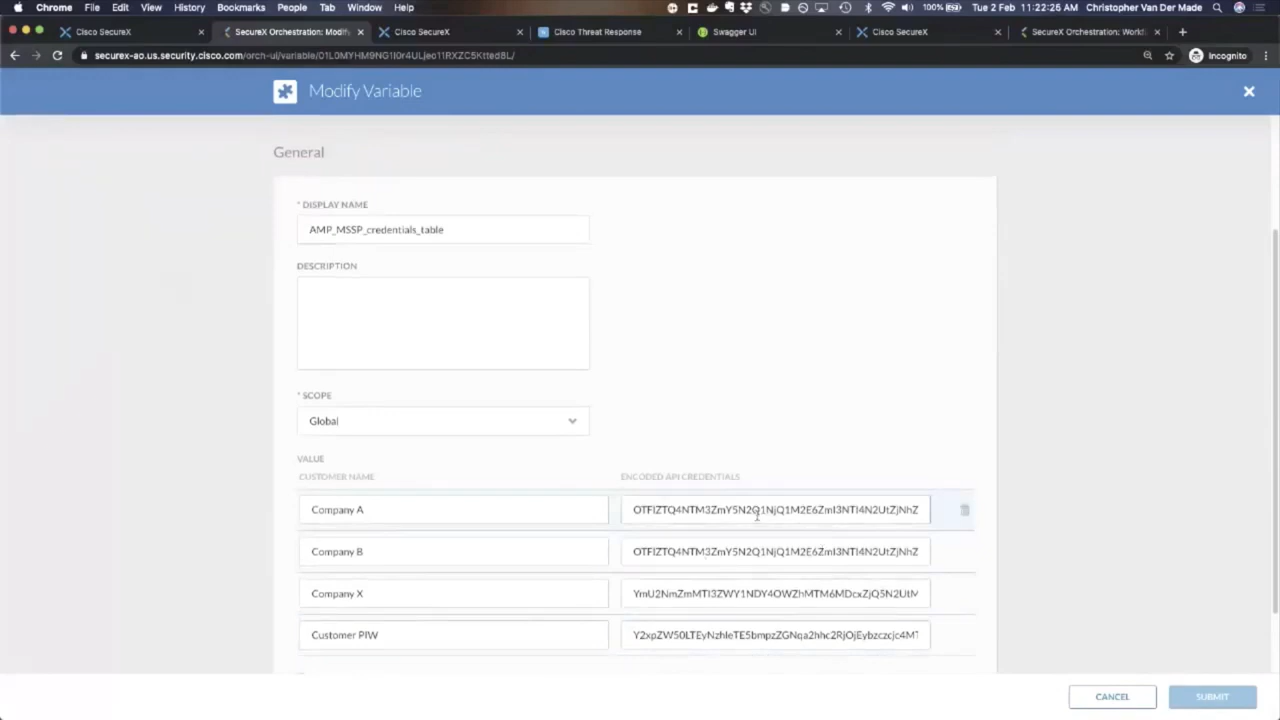 Chrome File Edit View History Bookmarks People Tab Window Help 100% Tue 2 Feb 11:22:26 AM Christopher Van Der Made
Cisco SecureX
SecureX Orchestration: Modif
Cisco SecureX
Cisco Threat Response
Swagger UI
Cisco SecureX
SecureX Orchestration: Workf
Incognito
Modify Variable
General
* DISPLAY NAME
AMP_MSSP_credentials_table
DESCRIPTION
* SCOPE
Global
VALUE
CUSTOMER NAME ENCODED API CREDENTIALS
Company A
Company B
Company X
Customer PIW
CANCEL SUBMIT